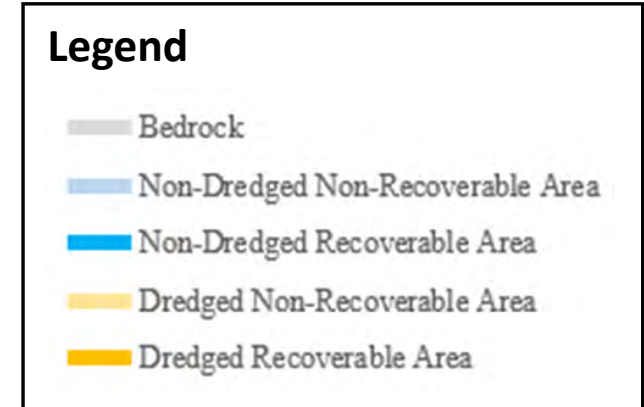 Legend
Bedrock
Non-Dredged Non-Recoverable Area
Non-Dredged Recoverable Area
Dredged Non-Recoverable Area
Dredged Recoverable Area